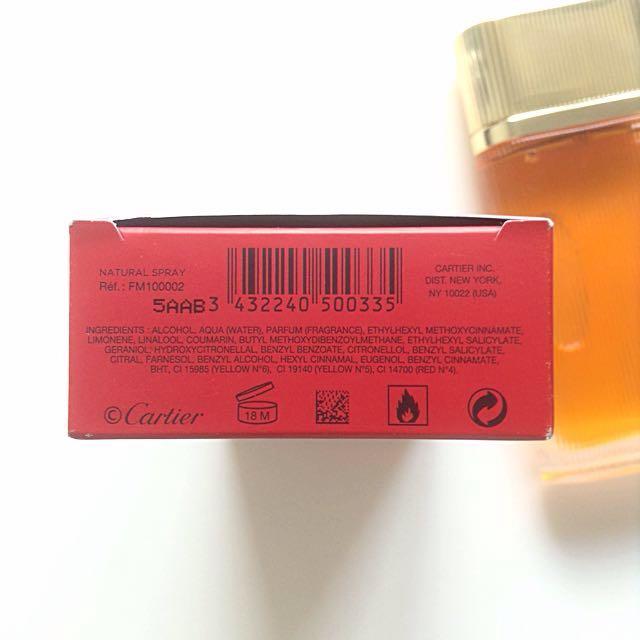 NATURAL SPRAY
Réf.: FM100002
5AAB
3 432240 500335
CARTIER INC.
DIST. NEW YORK,
NY 10022 (USA)
INGREDIENTS : ALCOHOL, AQUA (WATER), PARFUM (FRAGRANCE), ETHYLHEXYL METHOXYCINNAMATE,
LIMONENE, LINALOOL, COUMARIN, BUTYL METHOXYDIBENZOYLMETHANE, ETHYLHEXYL SALICYLATE,
GERANIOL, HYDROXYCITRONELLAL, BENZYL BENZOATE, CITRONELLOL, BENZYL SALICYLATE,
CITRAL, FARNESOL, BENZYL ALCOHOL, HEXYL CINNAMAL, EUGENOL, BENZYL CINNAMATE,
BHT, CI 15985 (YELLOW N°6), CI 19140 (YELLOW N°5), CI 14700 (RED N°4).
©Cartier
18 M